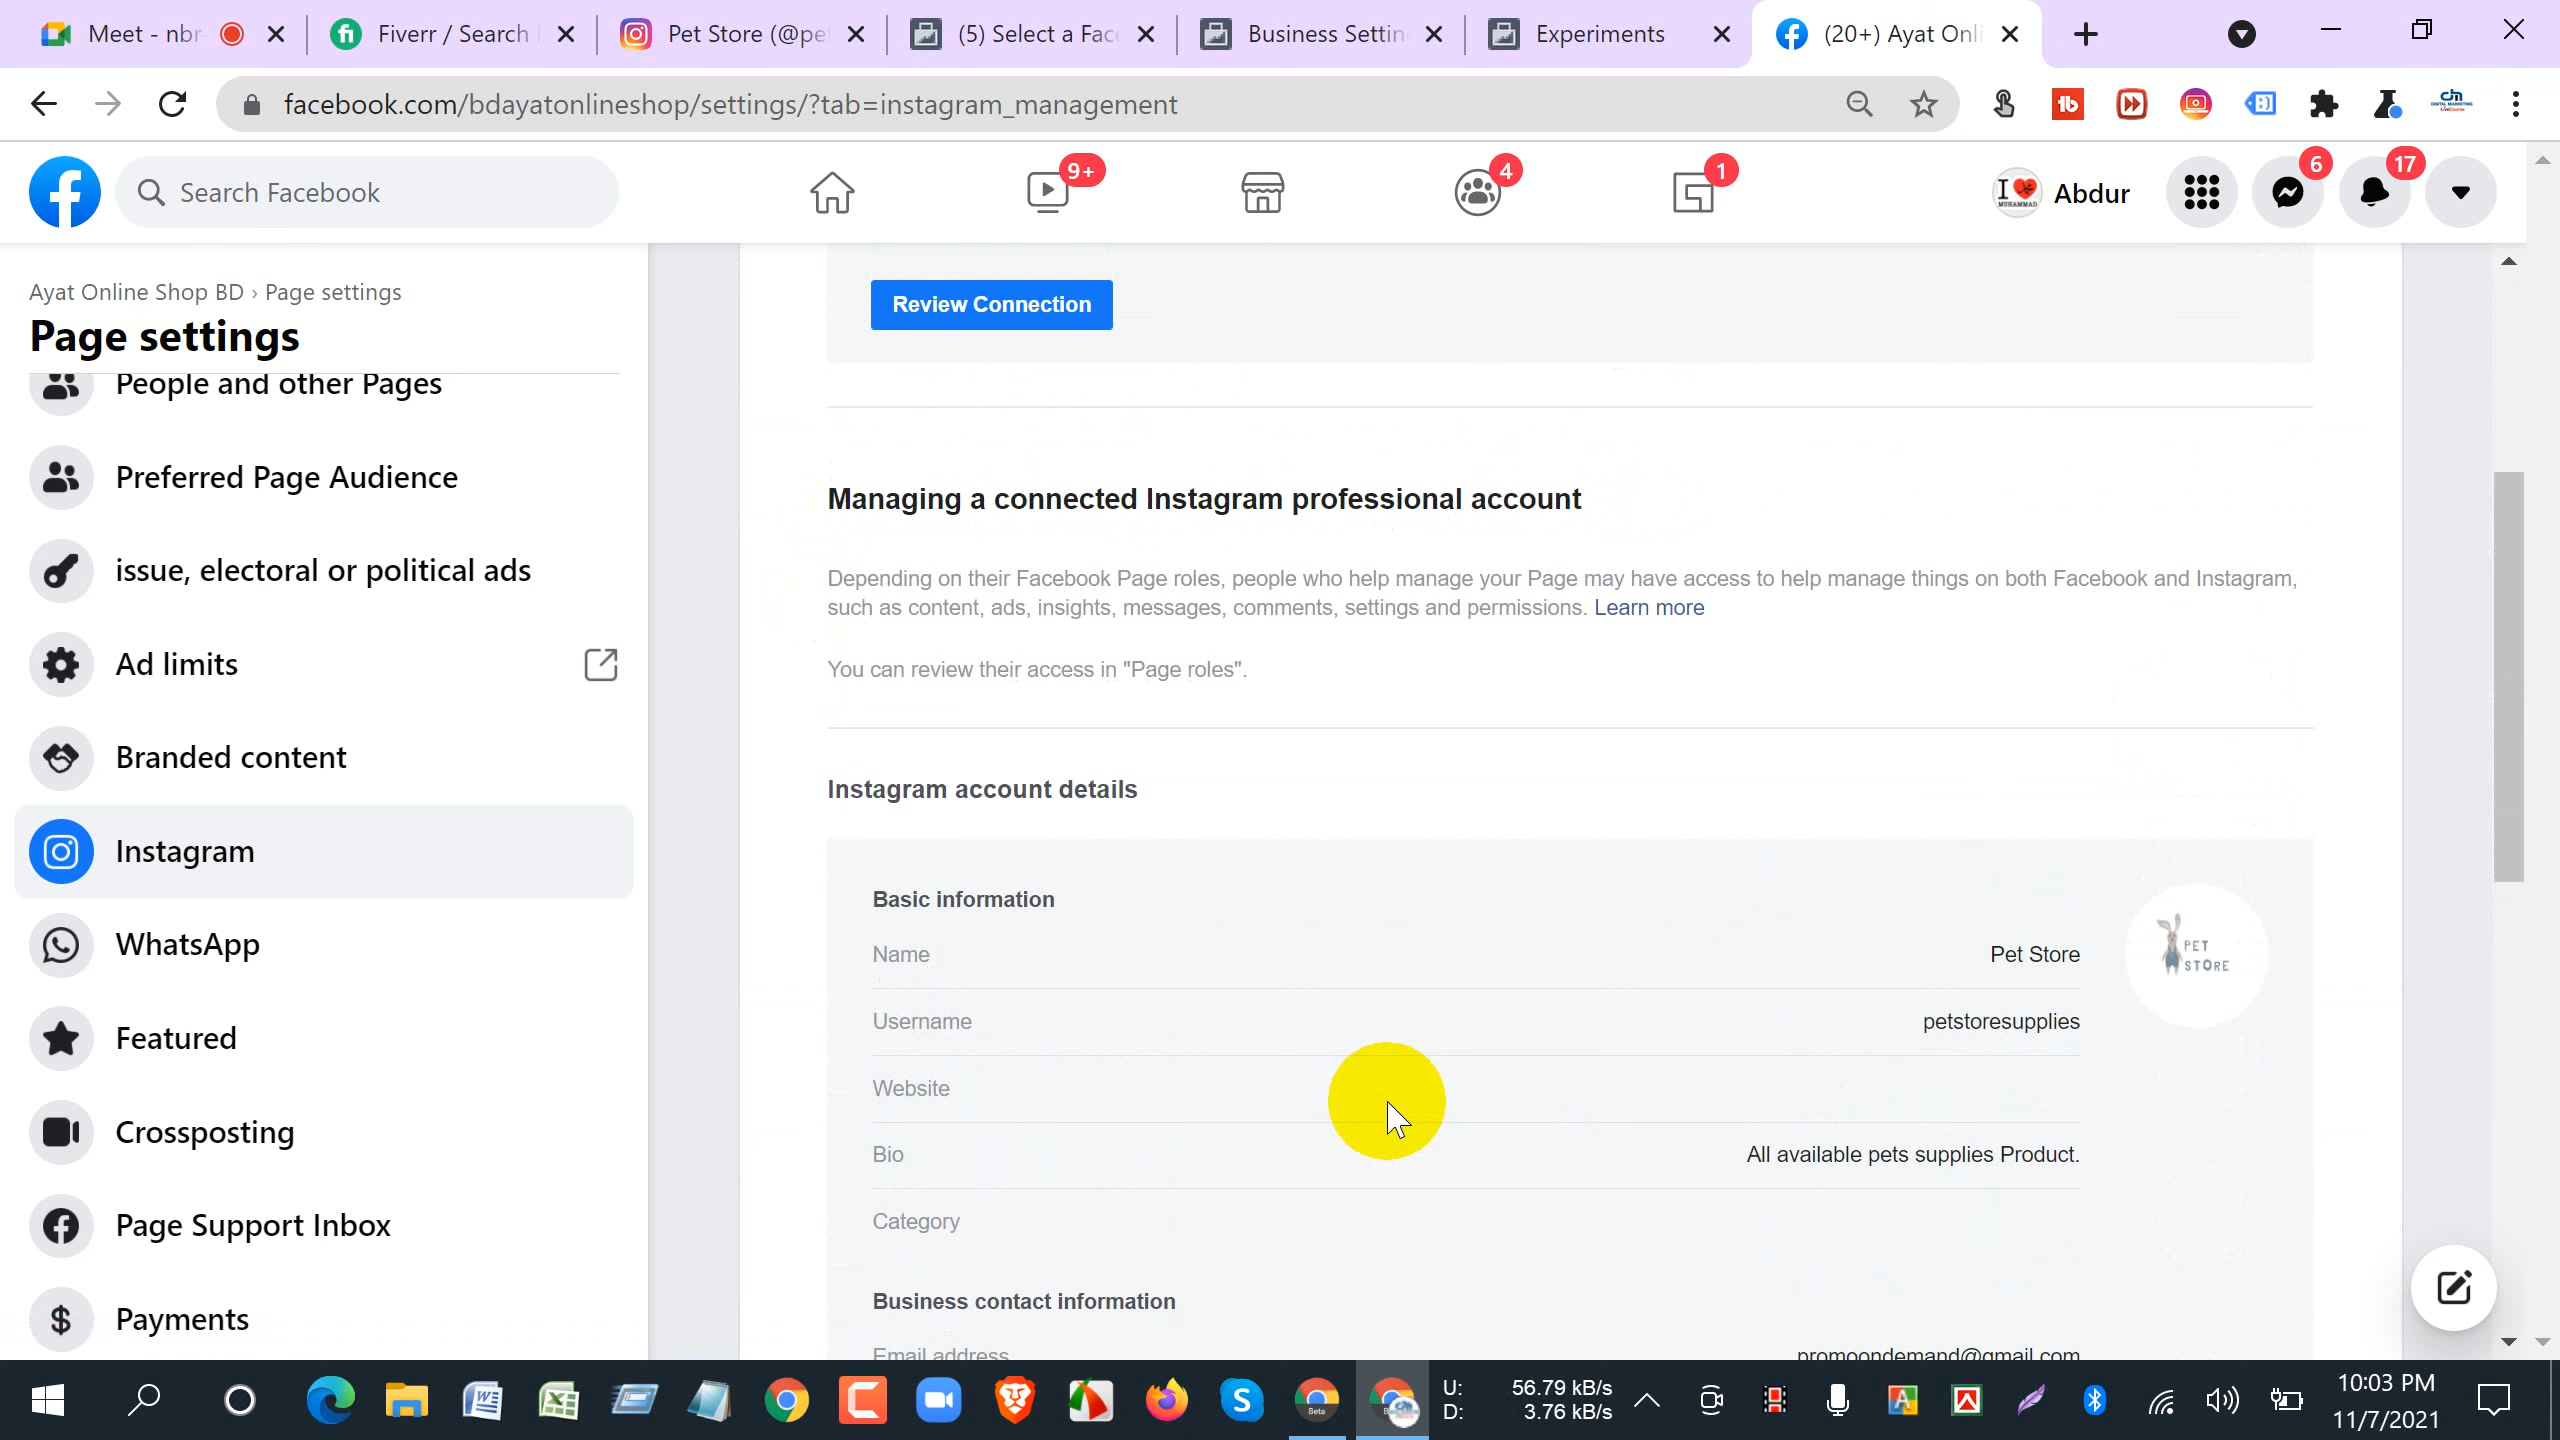 Meet - nbr
Fiverr / Search
Pet Store (@pe
(5) Select a Fac
Business Settin
Experiments
(20+) Ayat Onli
facebook.com/bdayatonlineshop/settings/?tab=instagram_management
Search Facebook
9+
4
1
Abdur
6
17
Ayat Online Shop BD › Page settings
Page settings
People and other Pages
Preferred Page Audience
issue, electoral or political ads
Ad limits
Branded content
Instagram
WhatsApp
Featured
Crossposting
Page Support Inbox
Payments
Review Connection
Managing a connected Instagram professional account
Depending on their Facebook Page roles, people who help manage your Page may have access to help manage things on both Facebook and Instagram,
such as content, ads, insights, messages, comments, settings and permissions. Learn more
You can review their access in "Page roles".
Instagram account details
Basic information
Name Pet Store
PET
STORE
Username petstoresupplies
Website
Bio All available pets supplies Product.
Category
Business contact information
Email address promoondemand@gmail.com
U: 56.79 kB/s
D: 3.76 kB/s
10:03 PM
11/7/2021